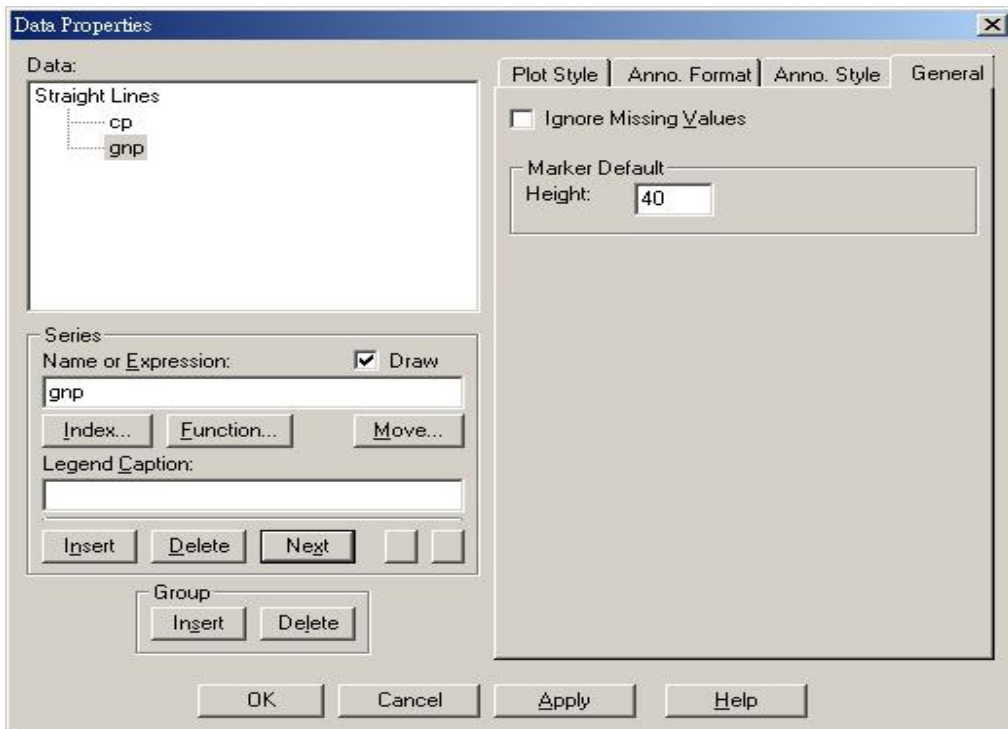 Data Properties
Data:
Straight Lines
cp
gnp
Series
Name or Expression:
Draw
gnp
Index...
Function...
Move...
Legend Caption:
Insert
Delete
Next
Group
Insert
Delete
Plot Style
Anno. Format
Anno. Style
General
Ignore Missing Values
Marker Default
Height:
40
OK
Cancel
Apply
Help